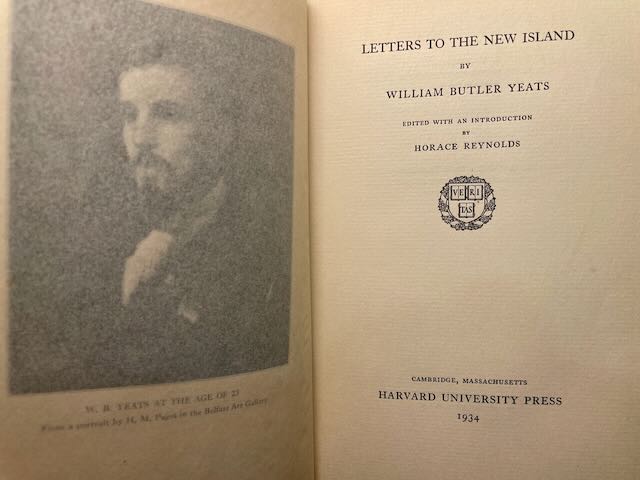 W. B. YEATS AT THE AGE OF 23
From a portrait by H. M. Paget in the Belfast Art Gallery
LETTERS TO THE NEW ISLAND
BY
WILLIAM BUTLER YEATS
EDITED WITH AN INTRODUCTION
BY
HORACE REYNOLDS
VE RI
TAS
CAMBRIDGE, MASSACHUSETTS
HARVARD UNIVERSITY PRESS
1934